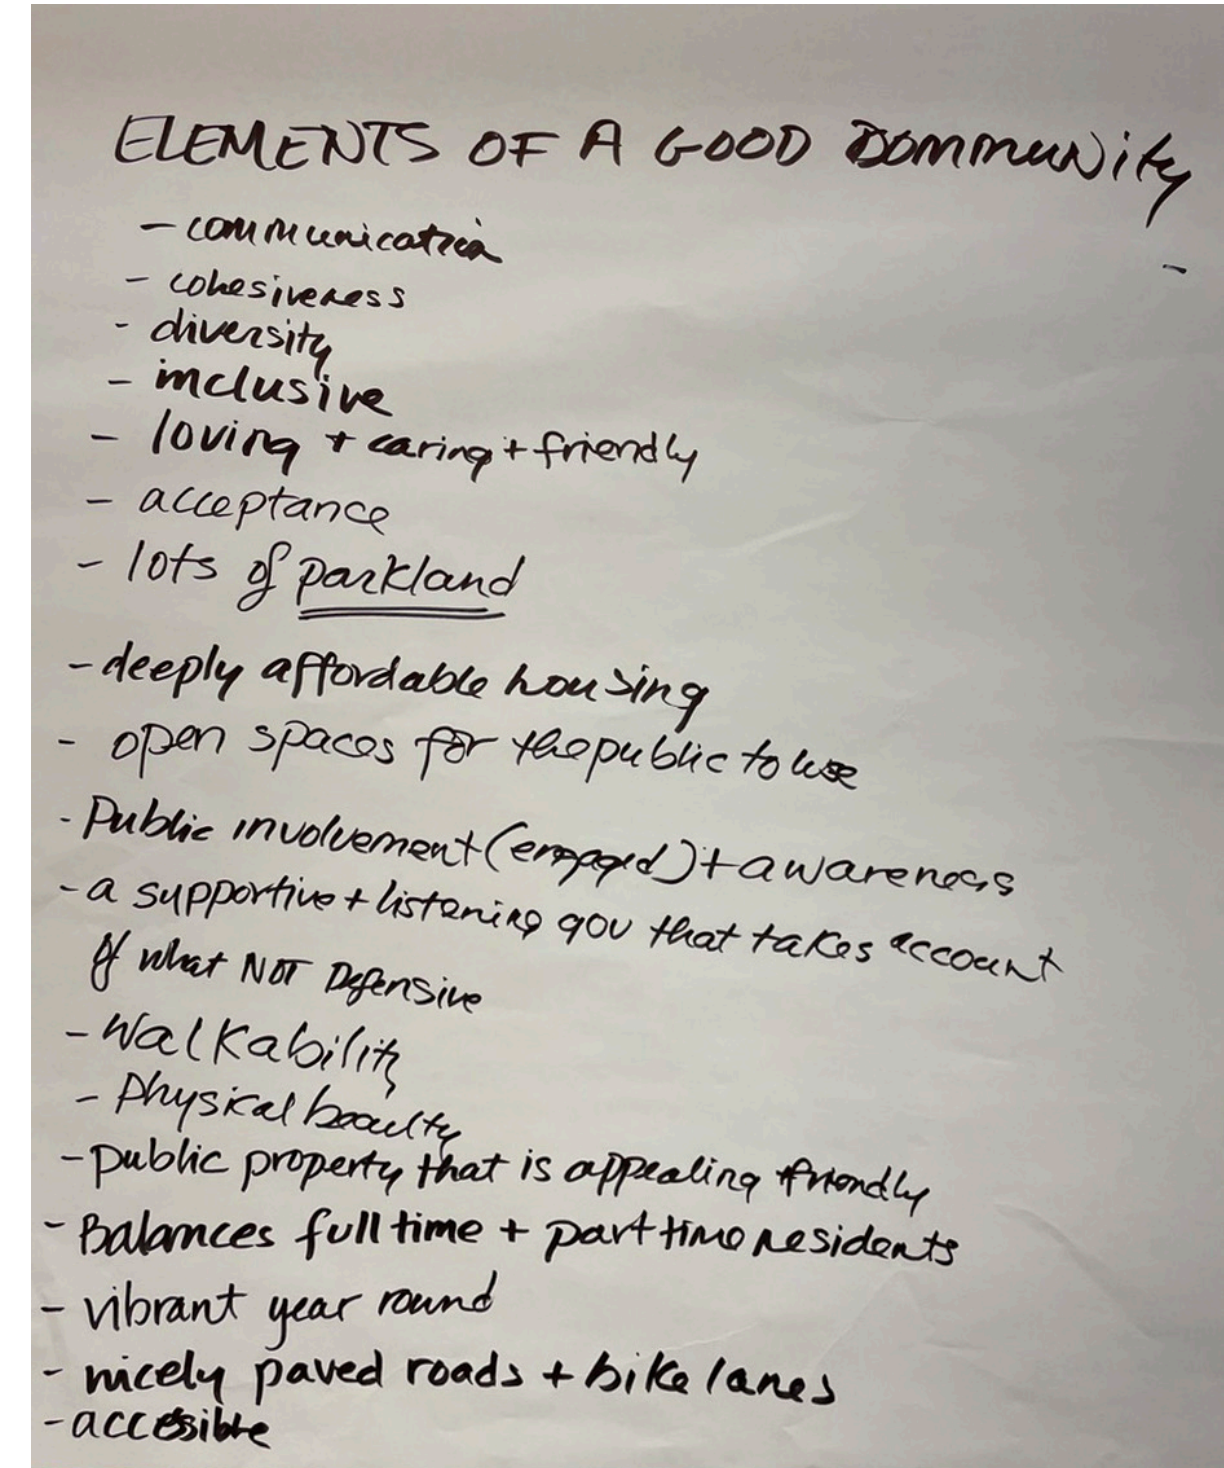 ELEMENTS OF A GOOD DOMMUNity
- communication
- cohesiveness
- diversity
- inclusive
- loving + caring + friendly
- acceptance
- lots of parkland
- deeply affordable housing
- open spaces for the public to use
- Public involvement (engaged) + awareness
- a supportive + listening gov that takes account
of what NOT Defensive
- Walkability
- Physical beauty
- public property that is appealing + friendly
- Balances full time + part time residents
- vibrant year round
- nicely paved roads + bike lanes
- accessible